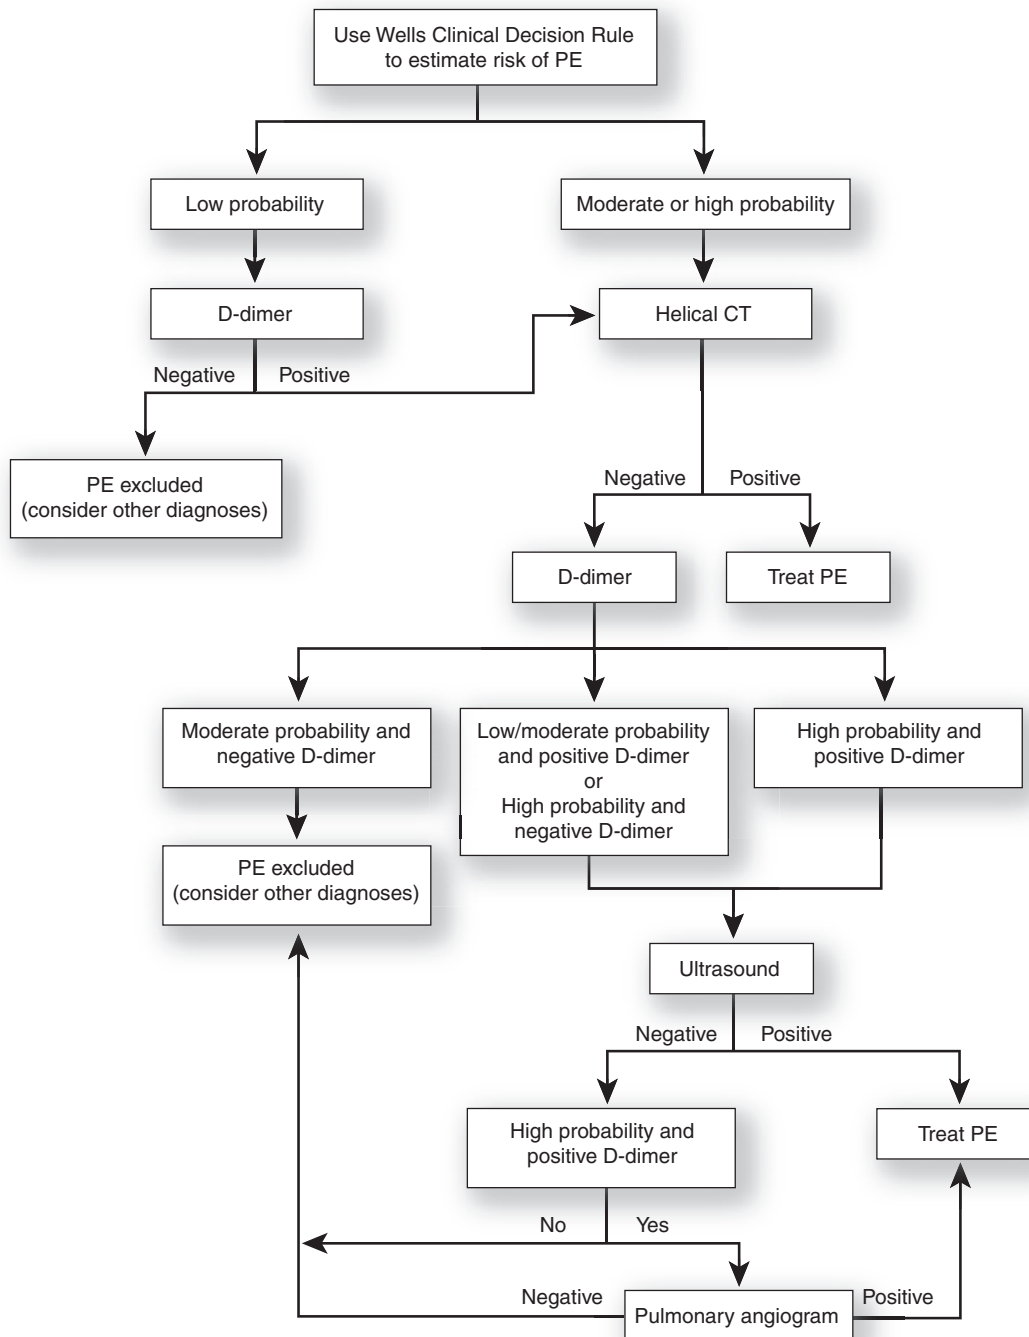 Use Wells Clinical Decision Rule
to estimate risk of PE
Low probability
Moderate or high probability
D-dimer
Helical CT
Negative
Positive
PE excluded
(consider other diagnoses)
Negative
Positive
D-dimer
Treat PE
Moderate probability and
negative D-dimer
Low/moderate probability
and positive D-dimer
or
High probability and
negative D-dimer
High probability and
positive D-dimer
PE excluded
(consider other diagnoses)
Ultrasound
Negative
Positive
High probability and
positive D-dimer
Treat PE
No
Yes
Negative
Positive
Pulmonary angiogram